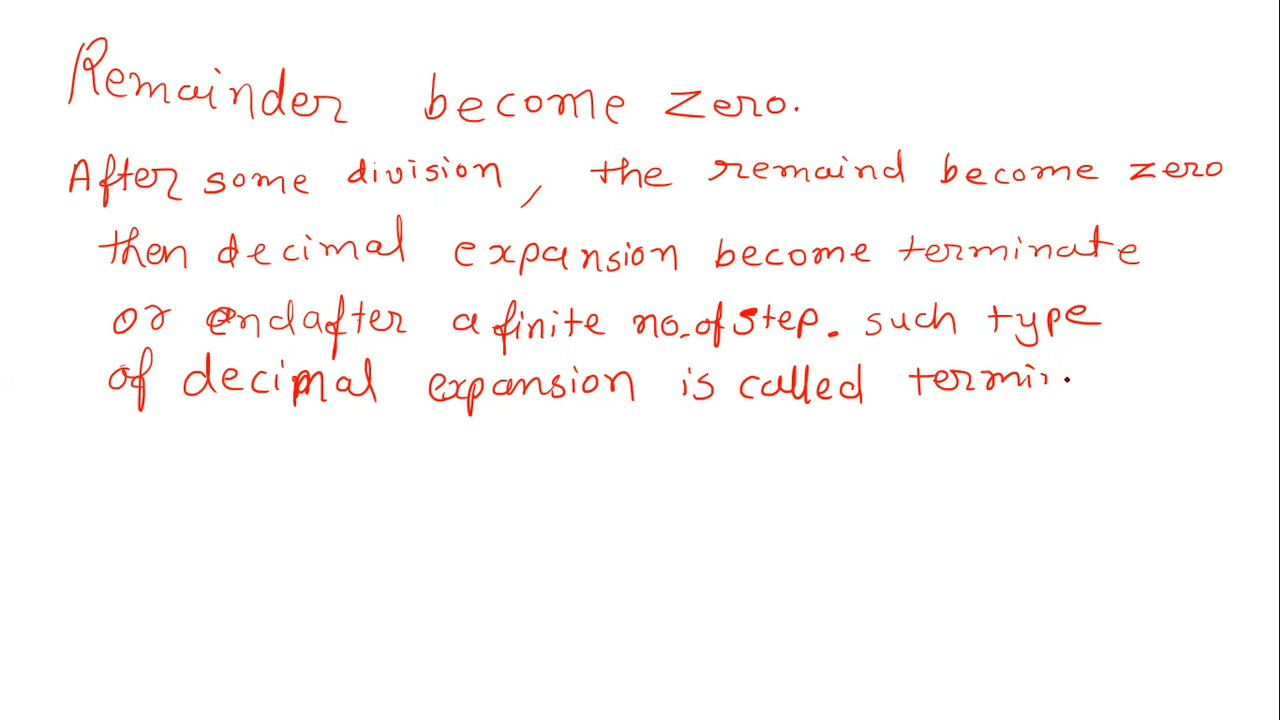 Remainder become zero.
After some division, the remaind become zero
then decimal expansion become terminate
or end after a finite no. of step. such type
of decimal expansion is called termi